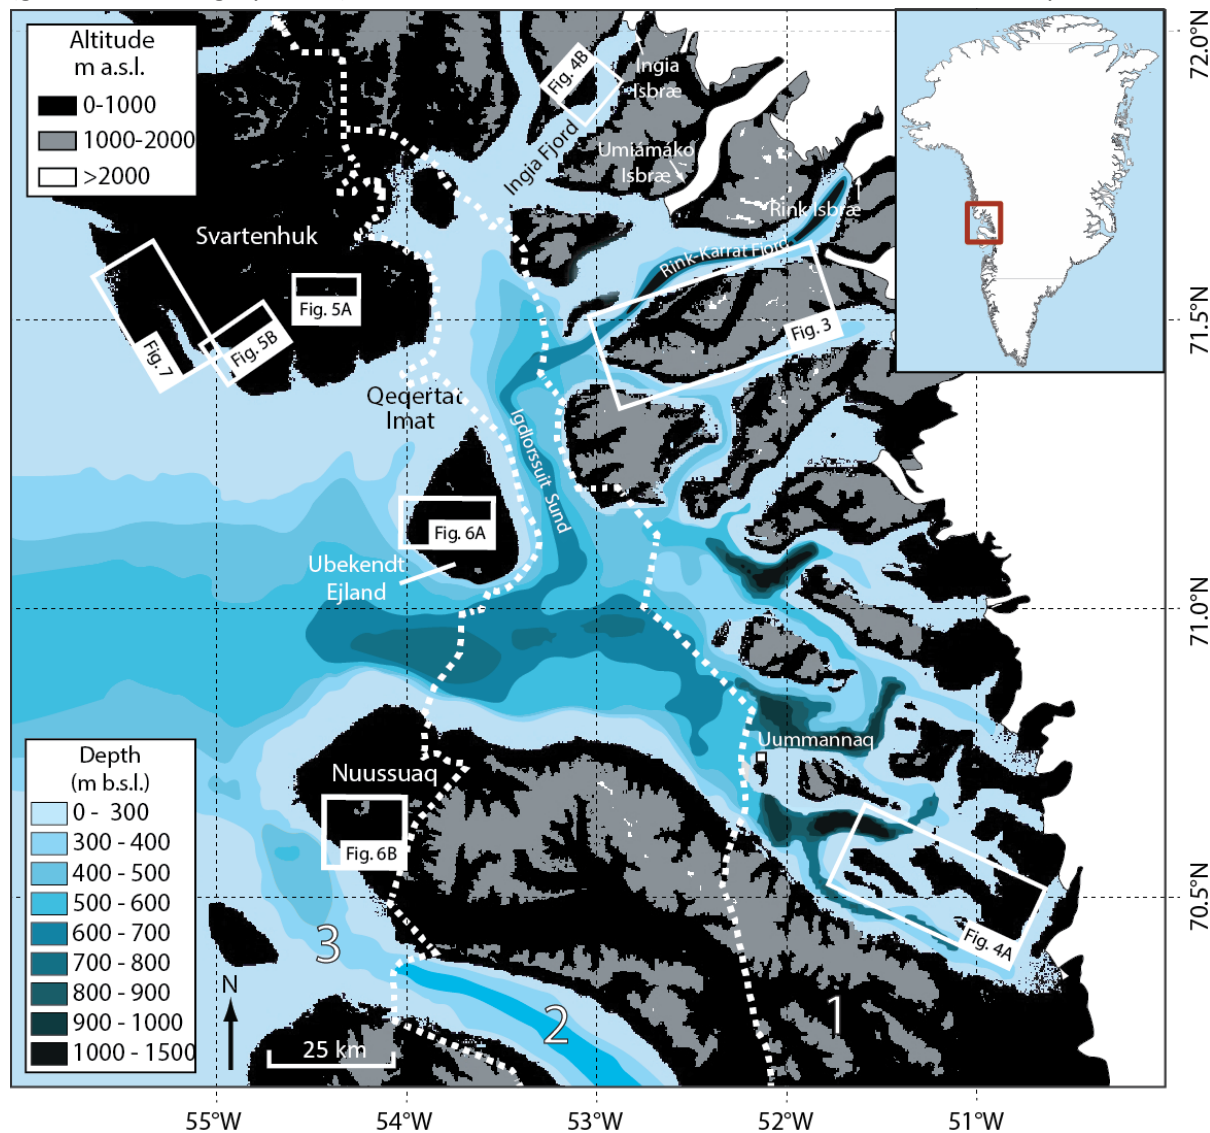 Altitude
m a.s.l.
0-1000
1000-2000
>2000
Fig. 4B
Ingia
Isbræ
Ingia Fjord
Umiámáko
Isbræ
Rink Isbræ
Rink-Karrat Fjord
Svartenhuk
Fig. 5A
Fig. 3
Fig. 7
Fig. 5B
Qeqertat
Imat
Igdlorssuit Sund
Fig. 6A
Ubekendt
Ejland
Uummannaq
Nuussuaq
Fig. 6B
Fig. 4A
Depth
(m b.s.l.)
0 - 300
300 - 400
400 - 500
500 - 600
600 - 700
700 - 800
800 - 900
900 - 1000
1000 - 1500
3
2
1
N
25 km
72.0°N
71.5°N
71.0°N
70.5°N
55°W
54°W
53°W
52°W
51°W